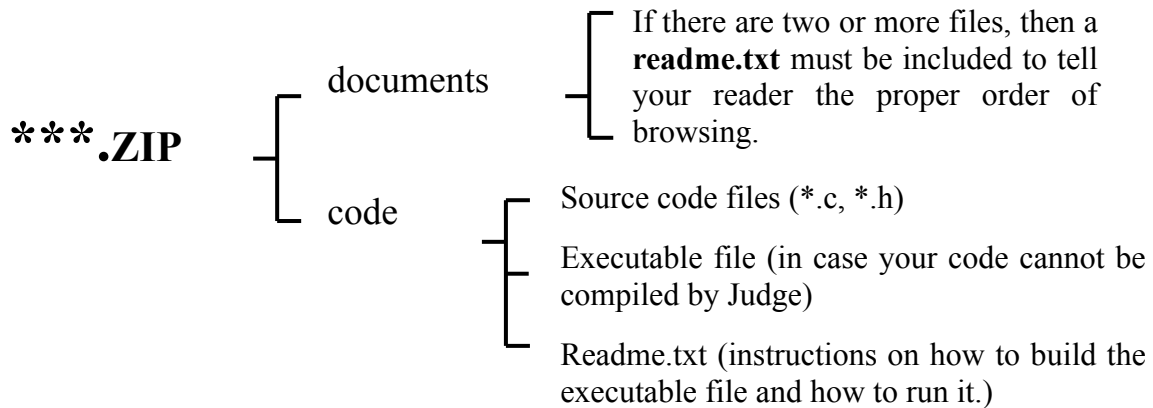 ***.ZIP
documents
If there are two or more files, then a
readme.txt must be included to tell
your reader the proper order of
browsing.
code
Source code files (*.c, *.h)
Executable file (in case your code cannot be
compiled by Judge)
Readme.txt (instructions on how to build the
executable file and how to run it.)